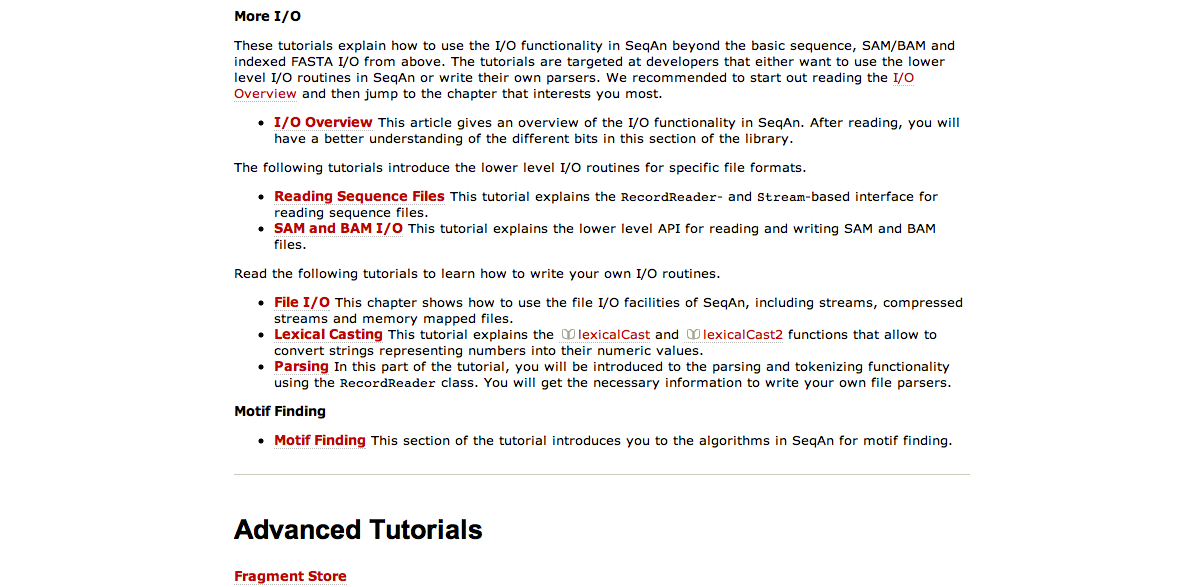 More I/O
These tutorials explain how to use the I/O functionality in SeqAn beyond the basic sequence, SAM/BAM and
indexed FASTA I/O from above. The tutorials are targeted at developers that either want to use the lower
level I/O routines in SeqAn or write their own parsers. We recommended to start out reading the I/O
Overview and then jump to the chapter that interests you most.
• I/O Overview This article gives an overview of the I/O functionality in SeqAn. After reading, you will
have a better understanding of the different bits in this section of the library.
The following tutorials introduce the lower level I/O routines for specific file formats.
• Reading Sequence Files This tutorial explains the RecordReader- and Stream-based interface for
reading sequence files.
• SAM and BAM I/O This tutorial explains the lower level API for reading and writing SAM and BAM
files.
Read the following tutorials to learn how to write your own I/O routines.
• File I/O This chapter shows how to use the file I/O facilities of SeqAn, including streams, compressed
streams and memory mapped files.
• Lexical Casting This tutorial explains the lexicalCast and lexicalCast2 functions that allow to
convert strings representing numbers into their numeric values.
• Parsing In this part of the tutorial, you will be introduced to the parsing and tokenizing functionality
using the RecordReader class. You will get the necessary information to write your own file parsers.
Motif Finding
• Motif Finding This section of the tutorial introduces you to the algorithms in SeqAn for motif finding.
Advanced Tutorials
Fragment Store